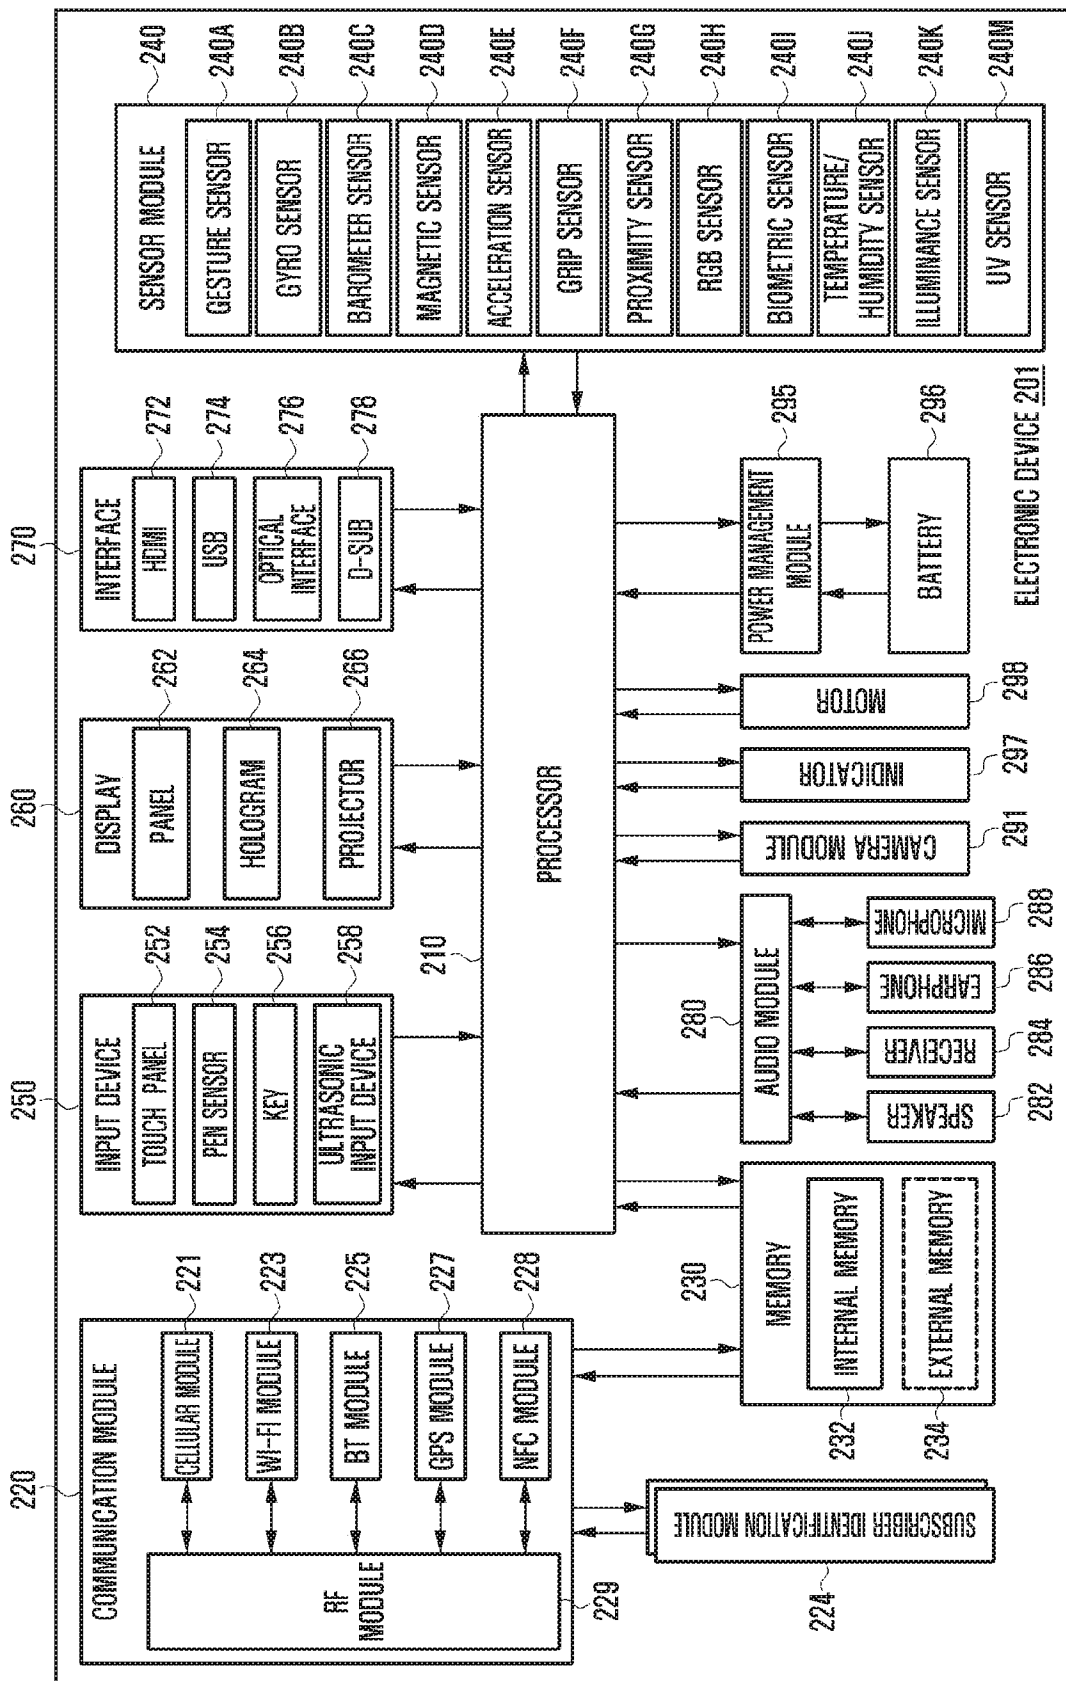 220
COMMUNICATION MODULE
CELLULAR MODULE
221
WI-FI MODULE
223
BT MODULE
225
GPS MODULE
227
NFC MODULE
228
RF
MODULE
229
SUBSCRIBER IDENTIFICATION MODULE
224
250
INPUT DEVICE
TOUCH PANEL
252
PEN SENSOR
254
KEY
256
ULTRASONIC
INPUT DEVICE
258
260
DISPLAY
PANEL
262
HOLOGRAM
264
PROJECTOR
266
270
INTERFACE
HDMI
272
USB
274
OPTICAL
INTERFACE
276
D-SUB
278
SENSOR MODULE
240
GESTURE SENSOR
240A
GYRO SENSOR
240B
BAROMETER SENSOR
240C
MAGNETIC SENSOR
240D
ACCELERATION SENSOR
240E
GRIP SENSOR
240F
PROXIMITY SENSOR
240G
RGB SENSOR
240H
BIOMETRIC SENSOR
240I
TEMPERATURE/
HUMIDITY SENSOR
240J
ILLUMINANCE SENSOR
240K
UV SENSOR
240M
210
PROCESSOR
230
MEMORY
INTERNAL MEMORY
232
EXTERNAL MEMORY
234
280
AUDIO MODULE
SPEAKER
282
RECEIVER
284
EARPHONE
286
MICROPHONE
288
CAMERA MODULE
291
INDICATOR
297
MOTOR
298
POWER MANAGEMENT
MODULE
295
BATTERY
296
ELECTRONIC DEVICE 201